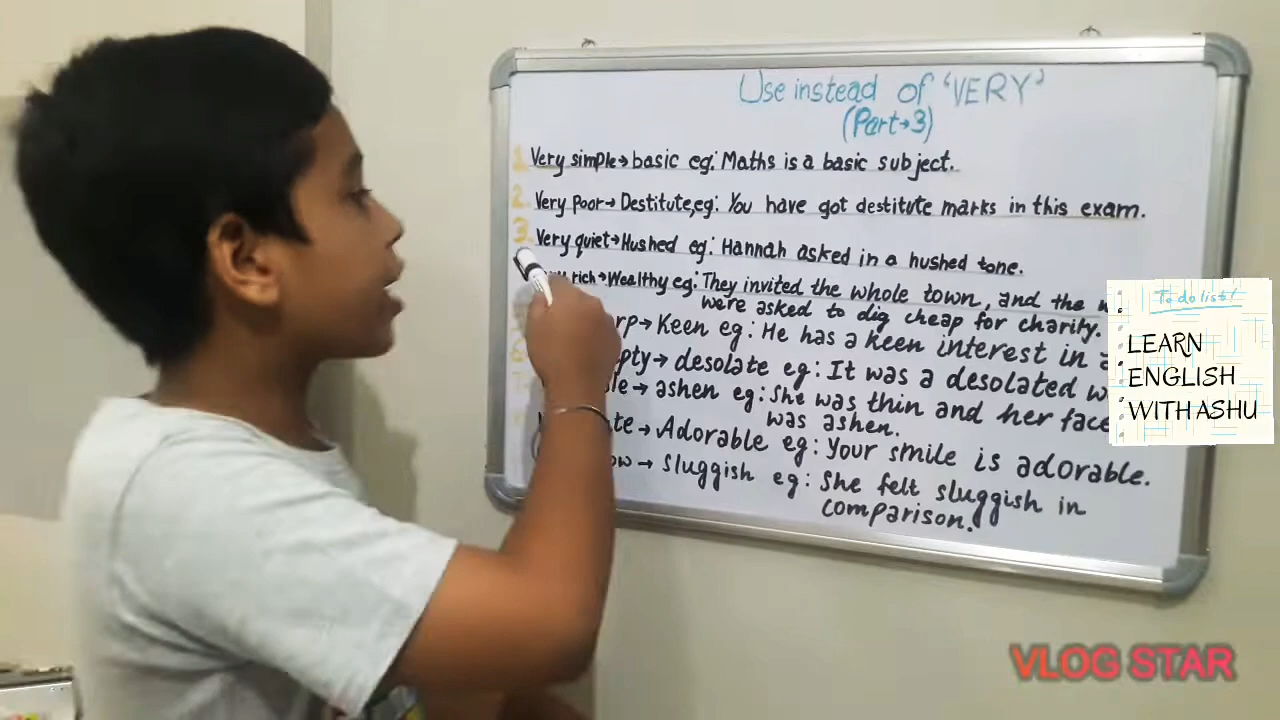 Use instead of 'VERY'
(Part→3)
1. Very simple→basic eg: Maths is a basic subject.
2. Very poor→Destitute,eg: You have got destitute marks in this exam.
3. Very quiet→Hushed eg: Hannah asked in a hushed tone.
rich→Wealthy eg: They invited the whole town, and the
were asked to dig cheap for charity.
→Keen eg: He has a keen interest in
→desolate eg: It was a desolated
→ashen eg: She was thin and her face
was ashen.
→Adorable eg: Your smile is adorable.
→Sluggish eg: She felt sluggish in
comparison.
To do list!
LEARN
ENGLISH
WITH ASHU
VLOG STAR